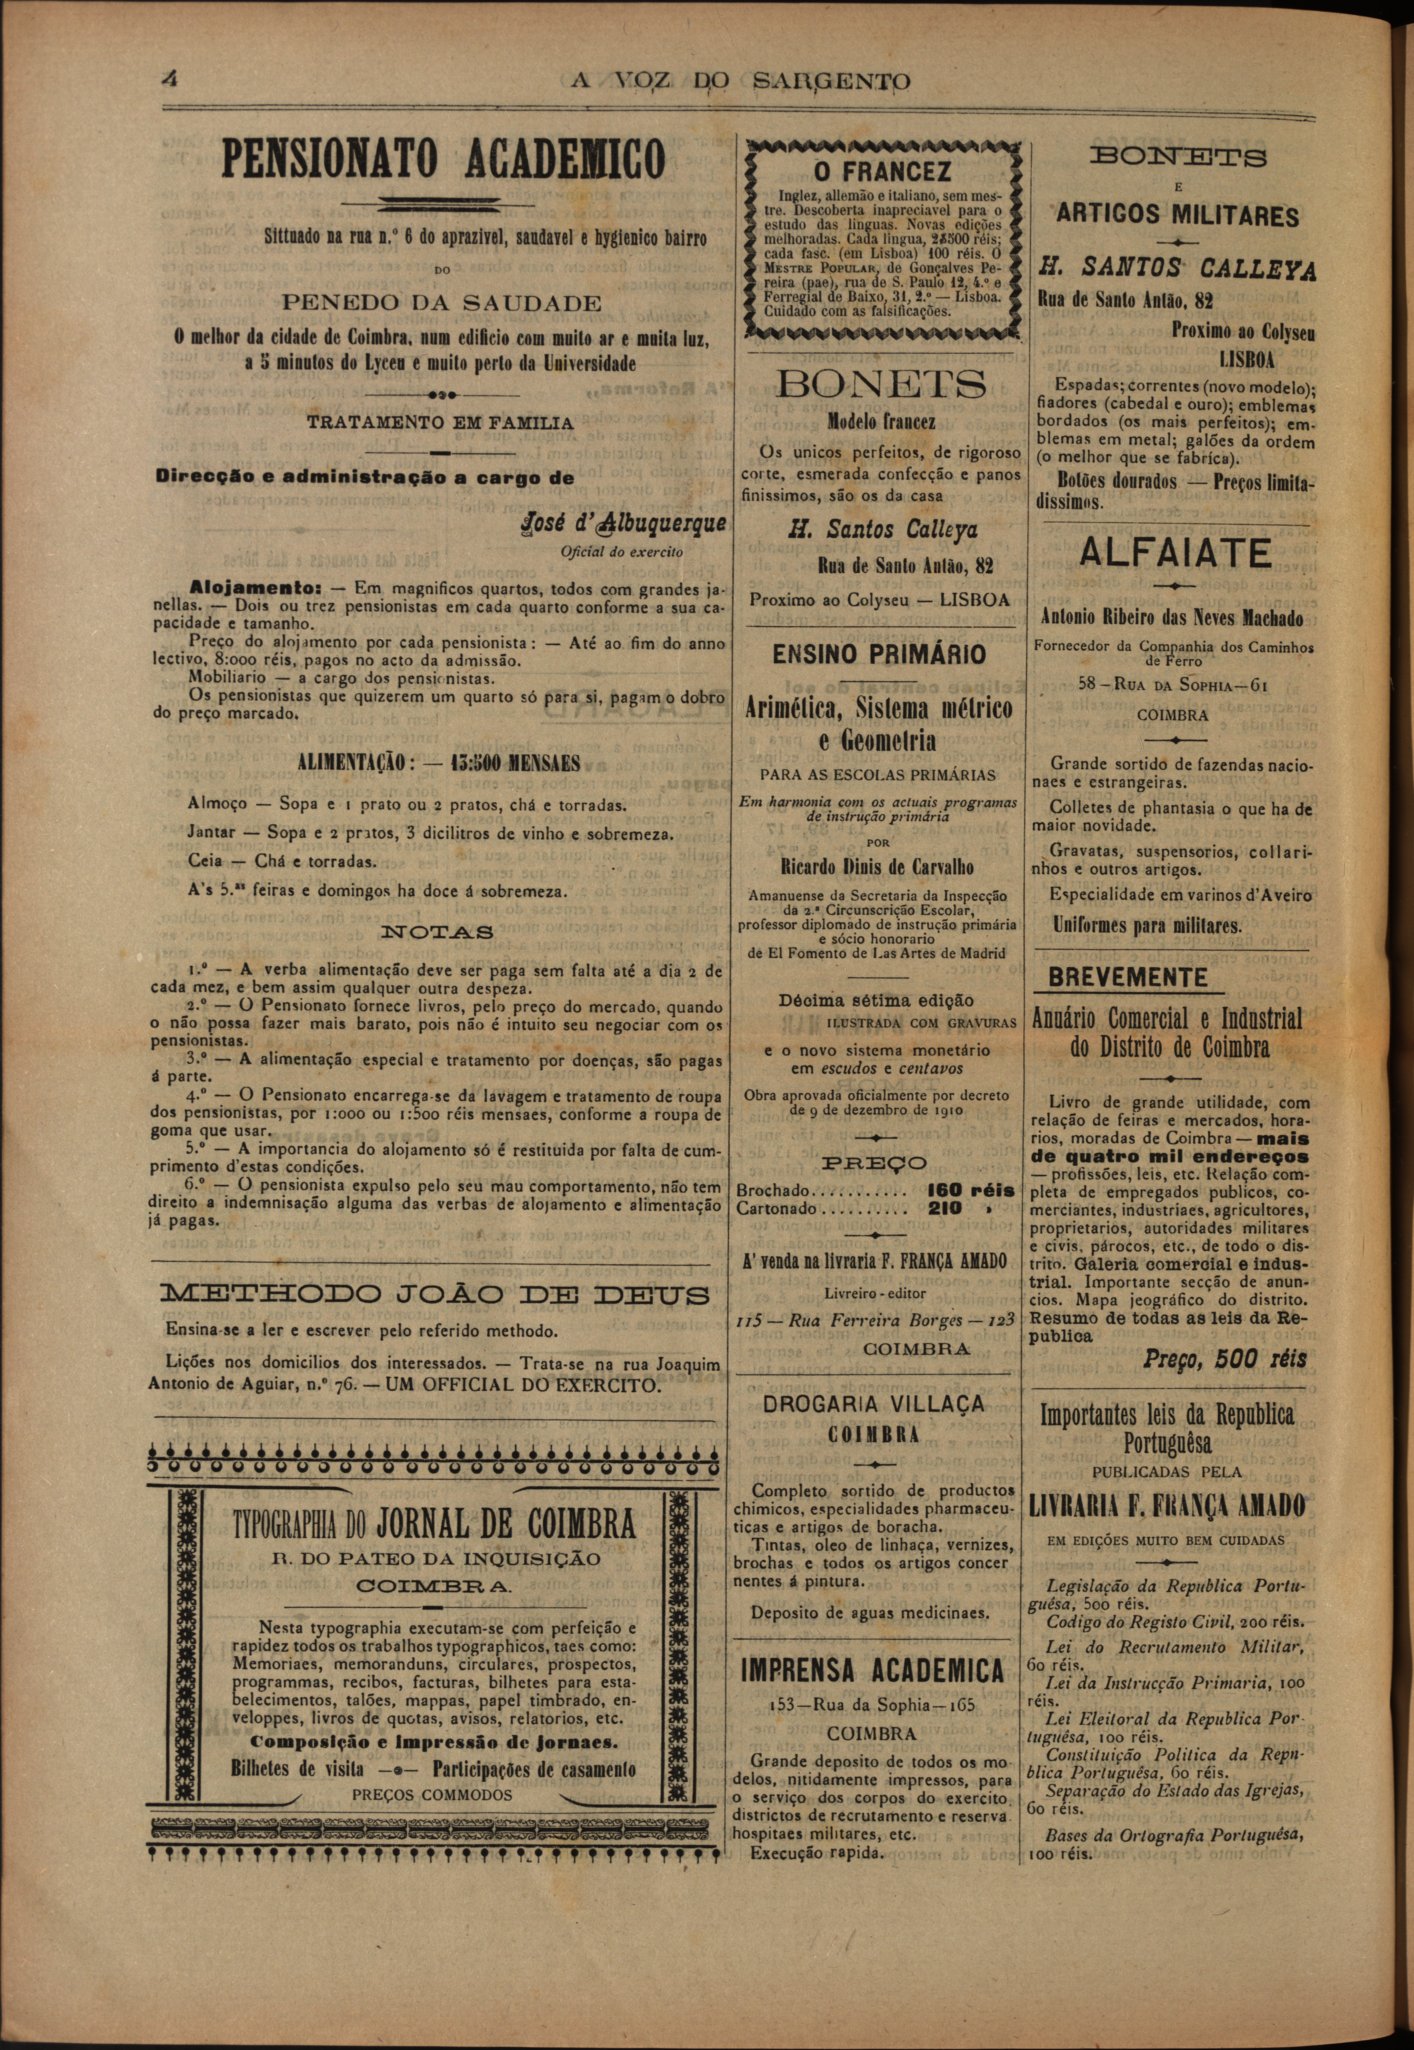 4
A VOZ DO SARGENTO
PENSIONATO ACADEMICO
Sittuado na rua n.º 6 do aprazivel, saudavel e hygienico bairro
DO
PENEDO DA SAUDADE
O melhor da cidade de Coimbra, num edificio com muito ar e muita luz,
a 5 minutos do Lyceu e muito perto da Universidade
TRATAMENTO EM FAMILIA
Direcção e administração a cargo de
José d'Albuquerque
Oficial do exercito
Alojamento: — Em magnificos quartos, todos com grandes ja-
nellas. — Dois ou trez pensionistas em cada quarto conforme a sua ca-
pacidade e tamanho.
Preço do alojamento por cada pensionista: — Até ao fim do anno
lectivo, 8:000 réis, pagos no acto da admissão.
Mobiliario — a cargo dos pensionistas.
Os pensionistas que quizerem um quarto só para si, pagam o dobro
do preço marcado.
ALIMENTAÇÃO: — 13:500 MENSAES
Almoço — Sopa e 1 prato ou 2 pratos, chá e torradas.
Jantar — Sopa e 2 pratos, 3 dicilitros de vinho e sobremeza.
Ceia — Chá e torradas.
A's 5.as feiras e domingos ha doce á sobremeza.
NOTAS
1.º — A verba alimentação deve ser paga sem falta até a dia 2 de
cada mez, e bem assim qualquer outra despeza.
2.º — O Pensionato fornece livros, pelo preço do mercado, quando
o não possa fazer mais barato, pois não é intuito seu negociar com os
pensionistas.
3.º — A alimentação especial e tratamento por doenças, são pagas
á parte.
4.º — O Pensionato encarrega-se da lavagem e tratamento de roupa
dos pensionistas, por 1:000 ou 1:500 réis mensaes, conforme a roupa de
goma que usar.
5.º — A importancia do alojamento só é restituida por falta de cum-
primento d'estas condições.
6.º — O pensionista expulso pelo seu mau comportamento, não tem
direito a indemnisação alguma das verbas de alojamento e alimentação
já pagas.
METHODO JOÃO DE DEUS
Ensina-se a ler e escrever pelo referido methodo.
Lições nos domicilios dos interessados. — Trata-se na rua Joaquim
Antonio de Aguiar, n.º 76. — UM OFFICIAL DO EXERCITO.
TYPOGRAPHIA DO JORNAL DE COIMBRA
R. DO PATEO DA INQUISIÇÃO
COIMBRA.
Nesta typographia executam-se com perfeição e
rapidez todos os trabalhos typographicos, taes como:
Memoriaes, memoranduns, circulares, prospectos,
programmas, recibos, facturas, bilhetes para esta-
belecimentos, talões, mappas, papel timbrado, en-
veloppes, livros de quotas, avisos, relatorios, etc.
Composição e impressão de jornaes.
Bilhetes de visita — Participações de casamento
PREÇOS COMMODOS
O FRANCEZ
Inglez, allemão e italiano, sem mes-
tre. Descoberta inapreciavel para o
estudo das linguas. Novas edições
melhoradas. Cada lingua, 2$500 réis;
cada fasc. (em Lisboa) 100 réis. O
MESTRE POPULAR, de Gonçalves Pe-
reira (pae), rua de S. Paulo 12, 4.º e
Ferregial de Baixo, 31, 2.º — Lisboa.
Cuidado com as falsificações.
BONETS
Modelo francez
Os unicos perfeitos, de rigoroso
corte, esmerada confecção e panos
finissimos, são os da casa
H. Santos Calleya
Rua de Santo Antão, 82
Proximo ao Colyseu — LISBOA
ENSINO PRIMÁRIO
Arimética, Sistema métrico
e Geometria
PARA AS ESCOLAS PRIMÁRIAS
Em harmonia com os actuais programas
de instrução primária
POR
Ricardo Dinis de Carvalho
Amanuense da Secretaria da Inspecção
da 2.ª Circunscrição Escolar,
professor diplomado de instrução primária
e sócio honorario
de El Fomento de Las Artes de Madrid
Décima sétima edição
ILUSTRADA COM GRAVURAS
e o novo sistema monetário
em escudos e centavos
Obra aprovada oficialmente por decreto
de 9 de dezembro de 1910
PREÇO
Brochado........... 160 réis
Cartonado.......... 210 »
A' venda na livraria F. FRANÇA AMADO
Livreiro-editor
115 — Rua Ferreira Borges — 123
COIMBRA
DROGARIA VILLAÇA
COIMBRA
Completo sortido de productos
chimicos, especialidades pharmaceu-
ticas e artigos de boracha.
Tintas, oleo de linhaça, vernizes,
brochas e todos os artigos concer
nentes á pintura.
Deposito de aguas medicinaes.
IMPRENSA ACADEMICA
153—Rua da Sophia—165
COIMBRA
Grande deposito de todos os mo
delos, nitidamente impressos, para
o serviço dos corpos do exercito
districtos de recrutamento e reserva
hospitaes militares, etc.
Execução rapida.
BONETS
E
ARTIGOS MILITARES
H. SANTOS CALLEYA
Rua de Santo Antão, 82
Proximo ao Colyseu
LISBOA
Espadas; correntes (novo modelo);
fiadores (cabedal e ouro); emblemas
bordados (os mais perfeitos); em-
blemas em metal; galões da ordem
(o melhor que se fabríca).
Botões dourados — Preços limita-
dissimos.
ALFAIATE
Antonio Ribeiro das Neves Machado
Fornecedor da Companhia dos Caminhos
de Ferro
58—RUA DA SOPHIA—61
COIMBRA
Grande sortido de fazendas nacio-
naes e estrangeiras.
Colletes de phantasia o que ha de
maior novidade.
Gravatas, suspensorios, collari-
nhos e outros artigos.
Especialidade em varinos d'Aveiro
Uniformes para militares.
BREVEMENTE
Anuário Comercial e Industrial
do Distrito de Coimbra
Livro de grande utilidade, com
relação de feiras e mercados, hora-
rios, moradas de Coimbra — mais
de quatro mil endereços
— profissões, leis, etc. Relação com-
pleta de empregados publicos, co-
merciantes, industriaes, agricultores,
proprietarios, autoridades militares
e civis, párocos, etc., de todo o dis-
trito. Galeria comercial e indus-
trial. Importante secção de anun-
cios. Mapa jeográfico do distrito.
Resumo de todas as leis da Re-
publica
Preço, 500 réis
Importantes leis da Republica
Portuguêsa
PUBLICADAS PELA
LIVRARIA F. FRANÇA AMADO
EM EDIÇÕES MUITO BEM CUIDADAS
Legislação da Republica Portu-
guêsa, 500 réis.
Codigo do Registo Civil, 200 réis.
Lei do Recrutamento Militar,
60 réis.
Lei da Instrucção Primaria, 100
réis.
Lei Eleitoral da Republica Por-
tuguêsa, 100 réis.
Constituição Politica da Repu-
blica Portuguêsa, 60 réis.
Separação do Estado das Igrejas,
60 réis.
Bases da Ortografia Portuguêsa,
100 réis.